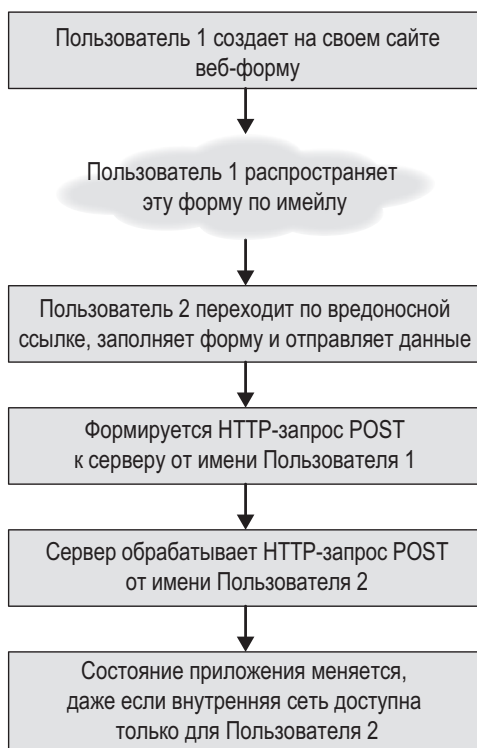 Пользователь 1 создает на своем сайте
веб-форму
Пользователь 1 распространяет
эту форму по имейлу
Пользователь 2 переходит по вредоносной
ссылке, заполняет форму и отправляет данные
Формируется HTTP-запрос POST
к серверу от имени Пользователя 1
Сервер обрабатывает HTTP-запрос POST
от имени Пользователя 2
Состояние приложения меняется,
даже если внутренняя сеть доступна
только для Пользователя 2